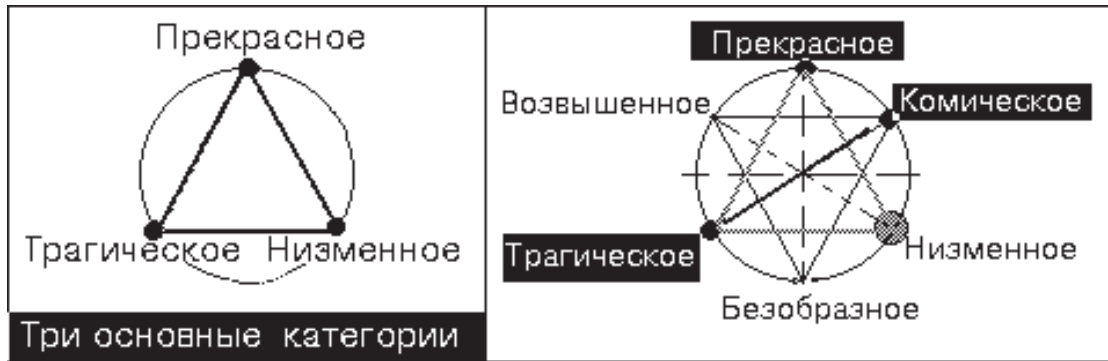 Прекрасное
Трагическое Низменное
Три основные категории
Прекрасное
Возвышенное
Комическое
Трагическое
Низменное
Безобразное